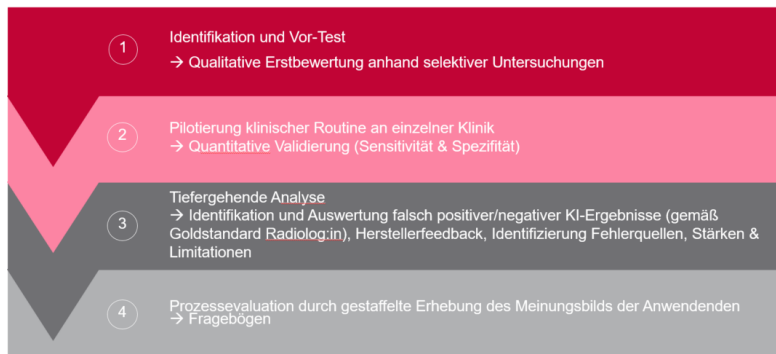 1
Identifikation und Vor-Test
→ Qualitative Erstbewertung anhand selektiver Untersuchungen
2
Pilotierung klinischer Routine an einzelner Klinik
→ Quantitative Validierung (Sensitivität & Spezifität)
3
Tiefergehende Analyse
→ Identifikation und Auswertung falsch positiver/negativer KI-Ergebnisse (gemäß
Goldstandard Radiolog:in), Herstellerfeedback, Identifizierung Fehlerquellen, Stärken &
Limitationen
4
Prozessevaluation durch gestaffelte Erhebung des Meinungsbilds der Anwendenden
→ Fragebögen